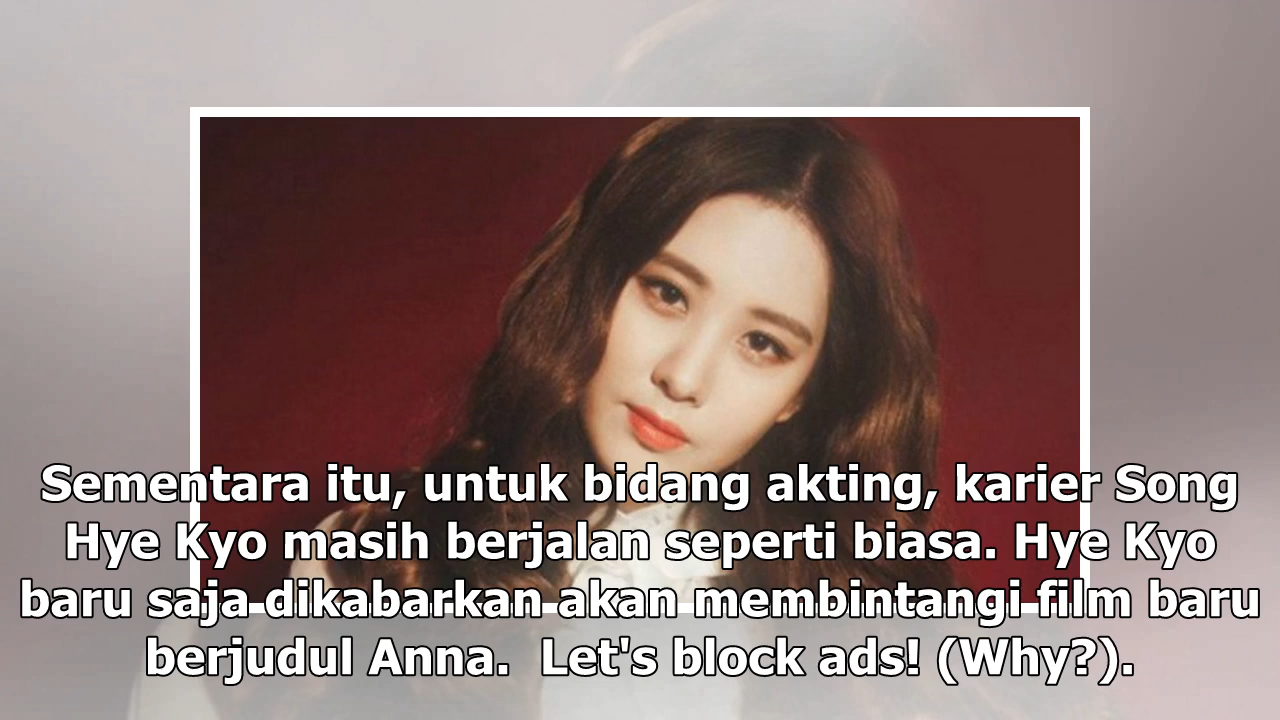 Sementara itu, untuk bidang akting, karier Song
Hye Kyo masih berjalan seperti biasa. Hye Kyo
baru saja dikabarkan akan membintangi film baru
berjudul Anna.  Let's block ads! (Why?).